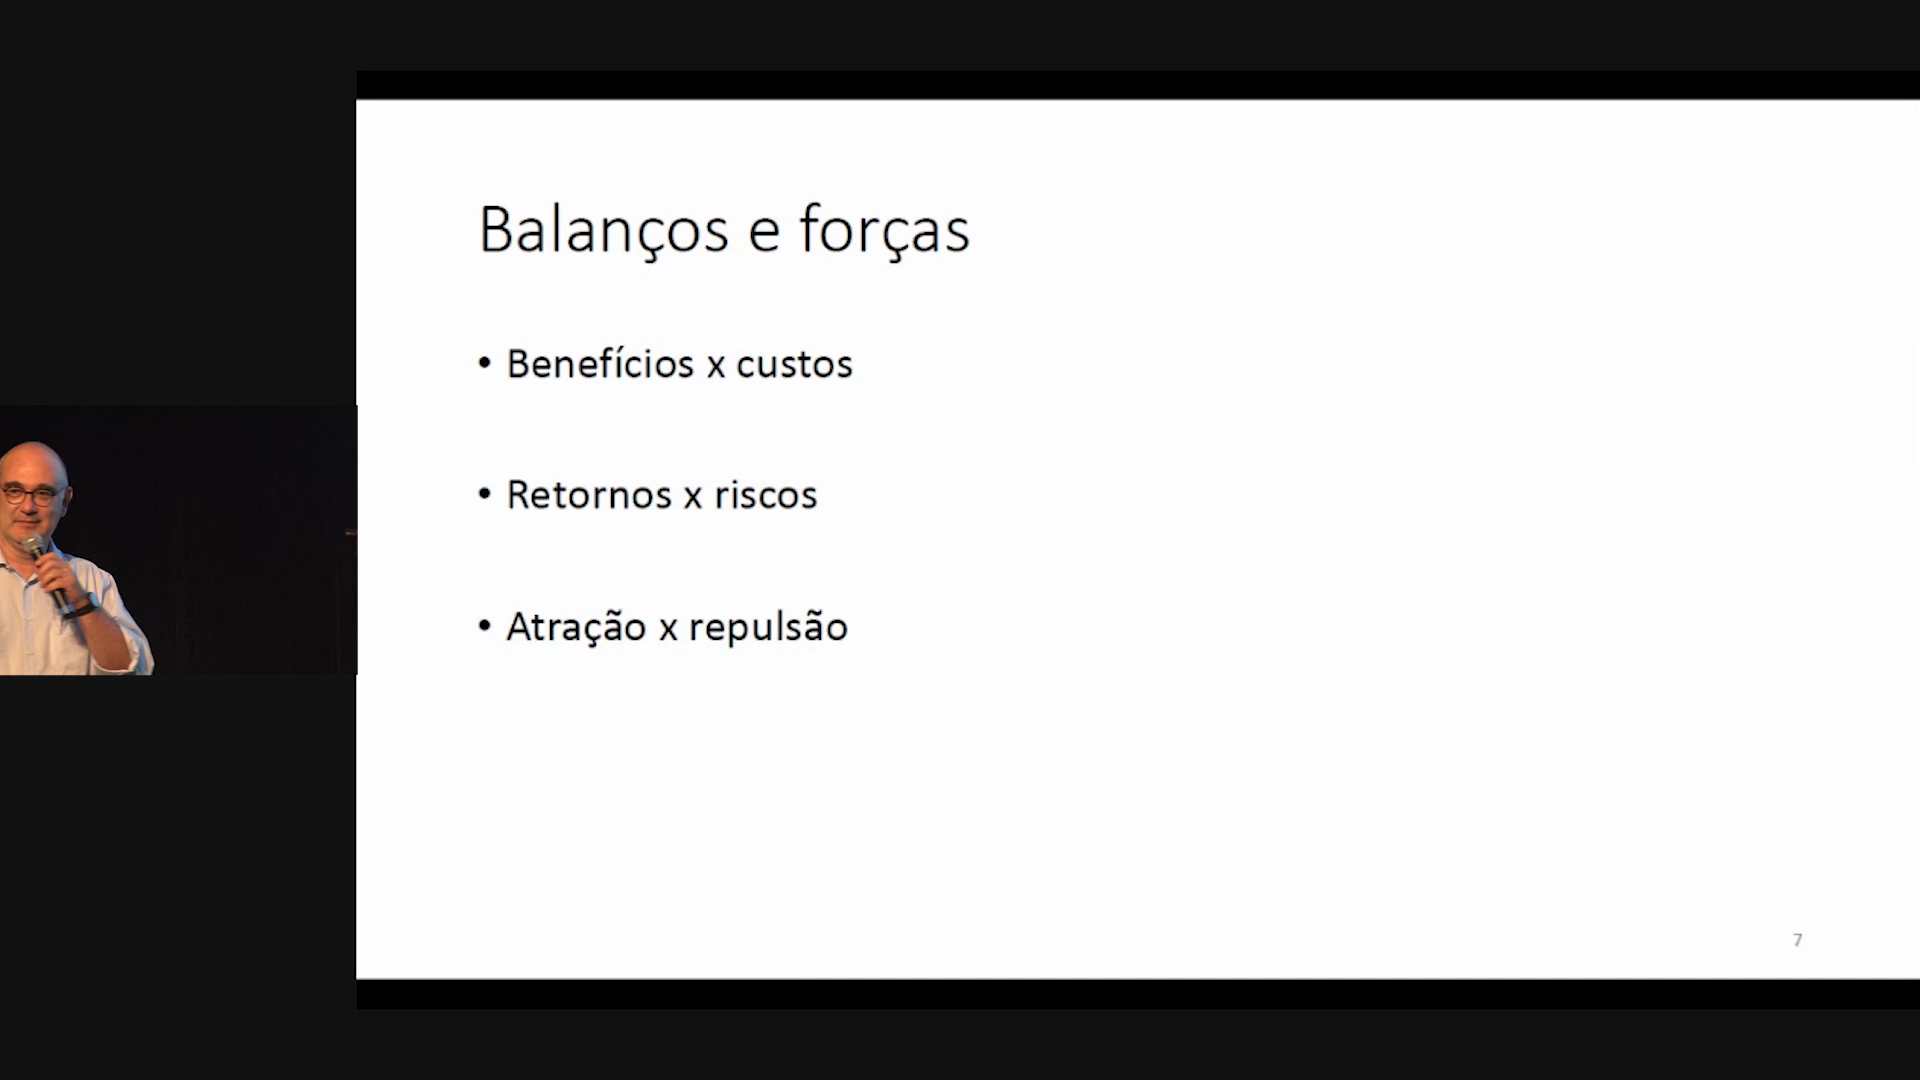 Balanços e forças
• Benefícios x custos
• Retornos x riscos
• Atração x repulsão
7